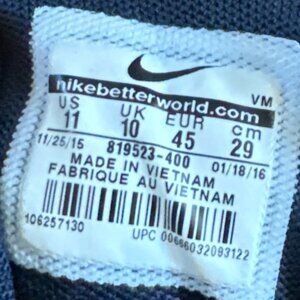 VM
nikebetterworld.com
US UK EUR cm
11 10 45 29
11/25/15 819523-400 01/18/16
MADE IN VIETNAM
FABRIQUE AU VIETNAM
106257130
UPC 00666032093122